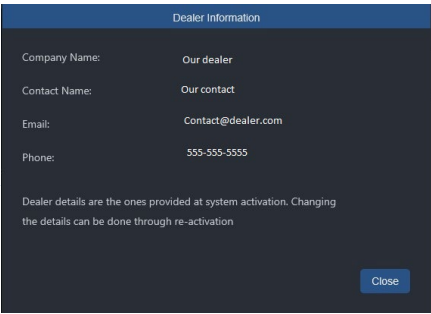 Dealer Information
Company Name: Our dealer
Contact Name: Our contact
Email: Contact@dealer.com
Phone: 555-555-5555
Dealer details are the ones provided at system activation. Changing
the details can be done through re-activation
Close